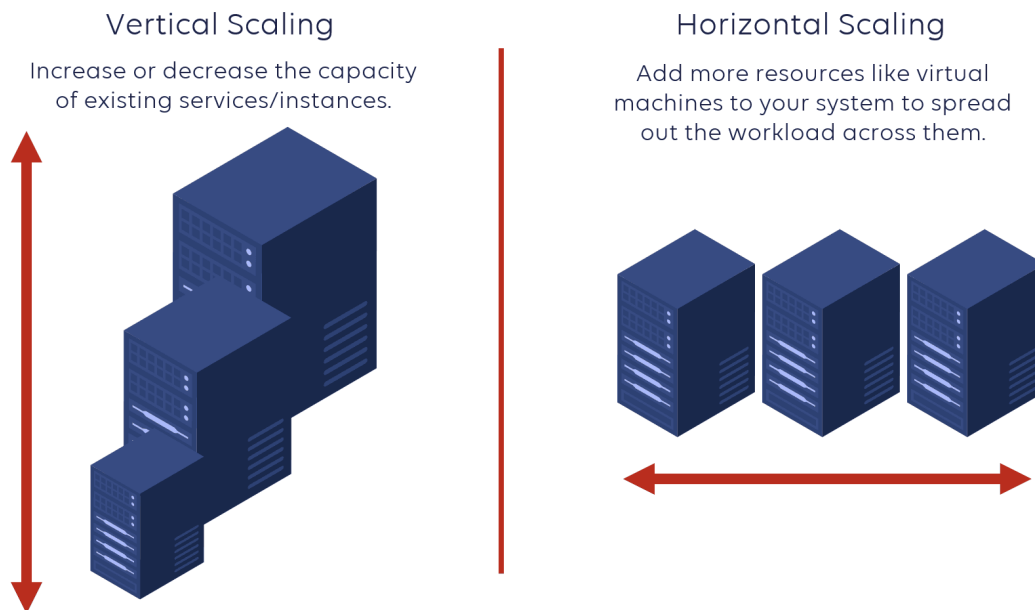 Vertical Scaling
Increase or decrease the capacity
of existing services/instances.
Horizontal Scaling
Add more resources like virtual
machines to your system to spread
out the workload across them.